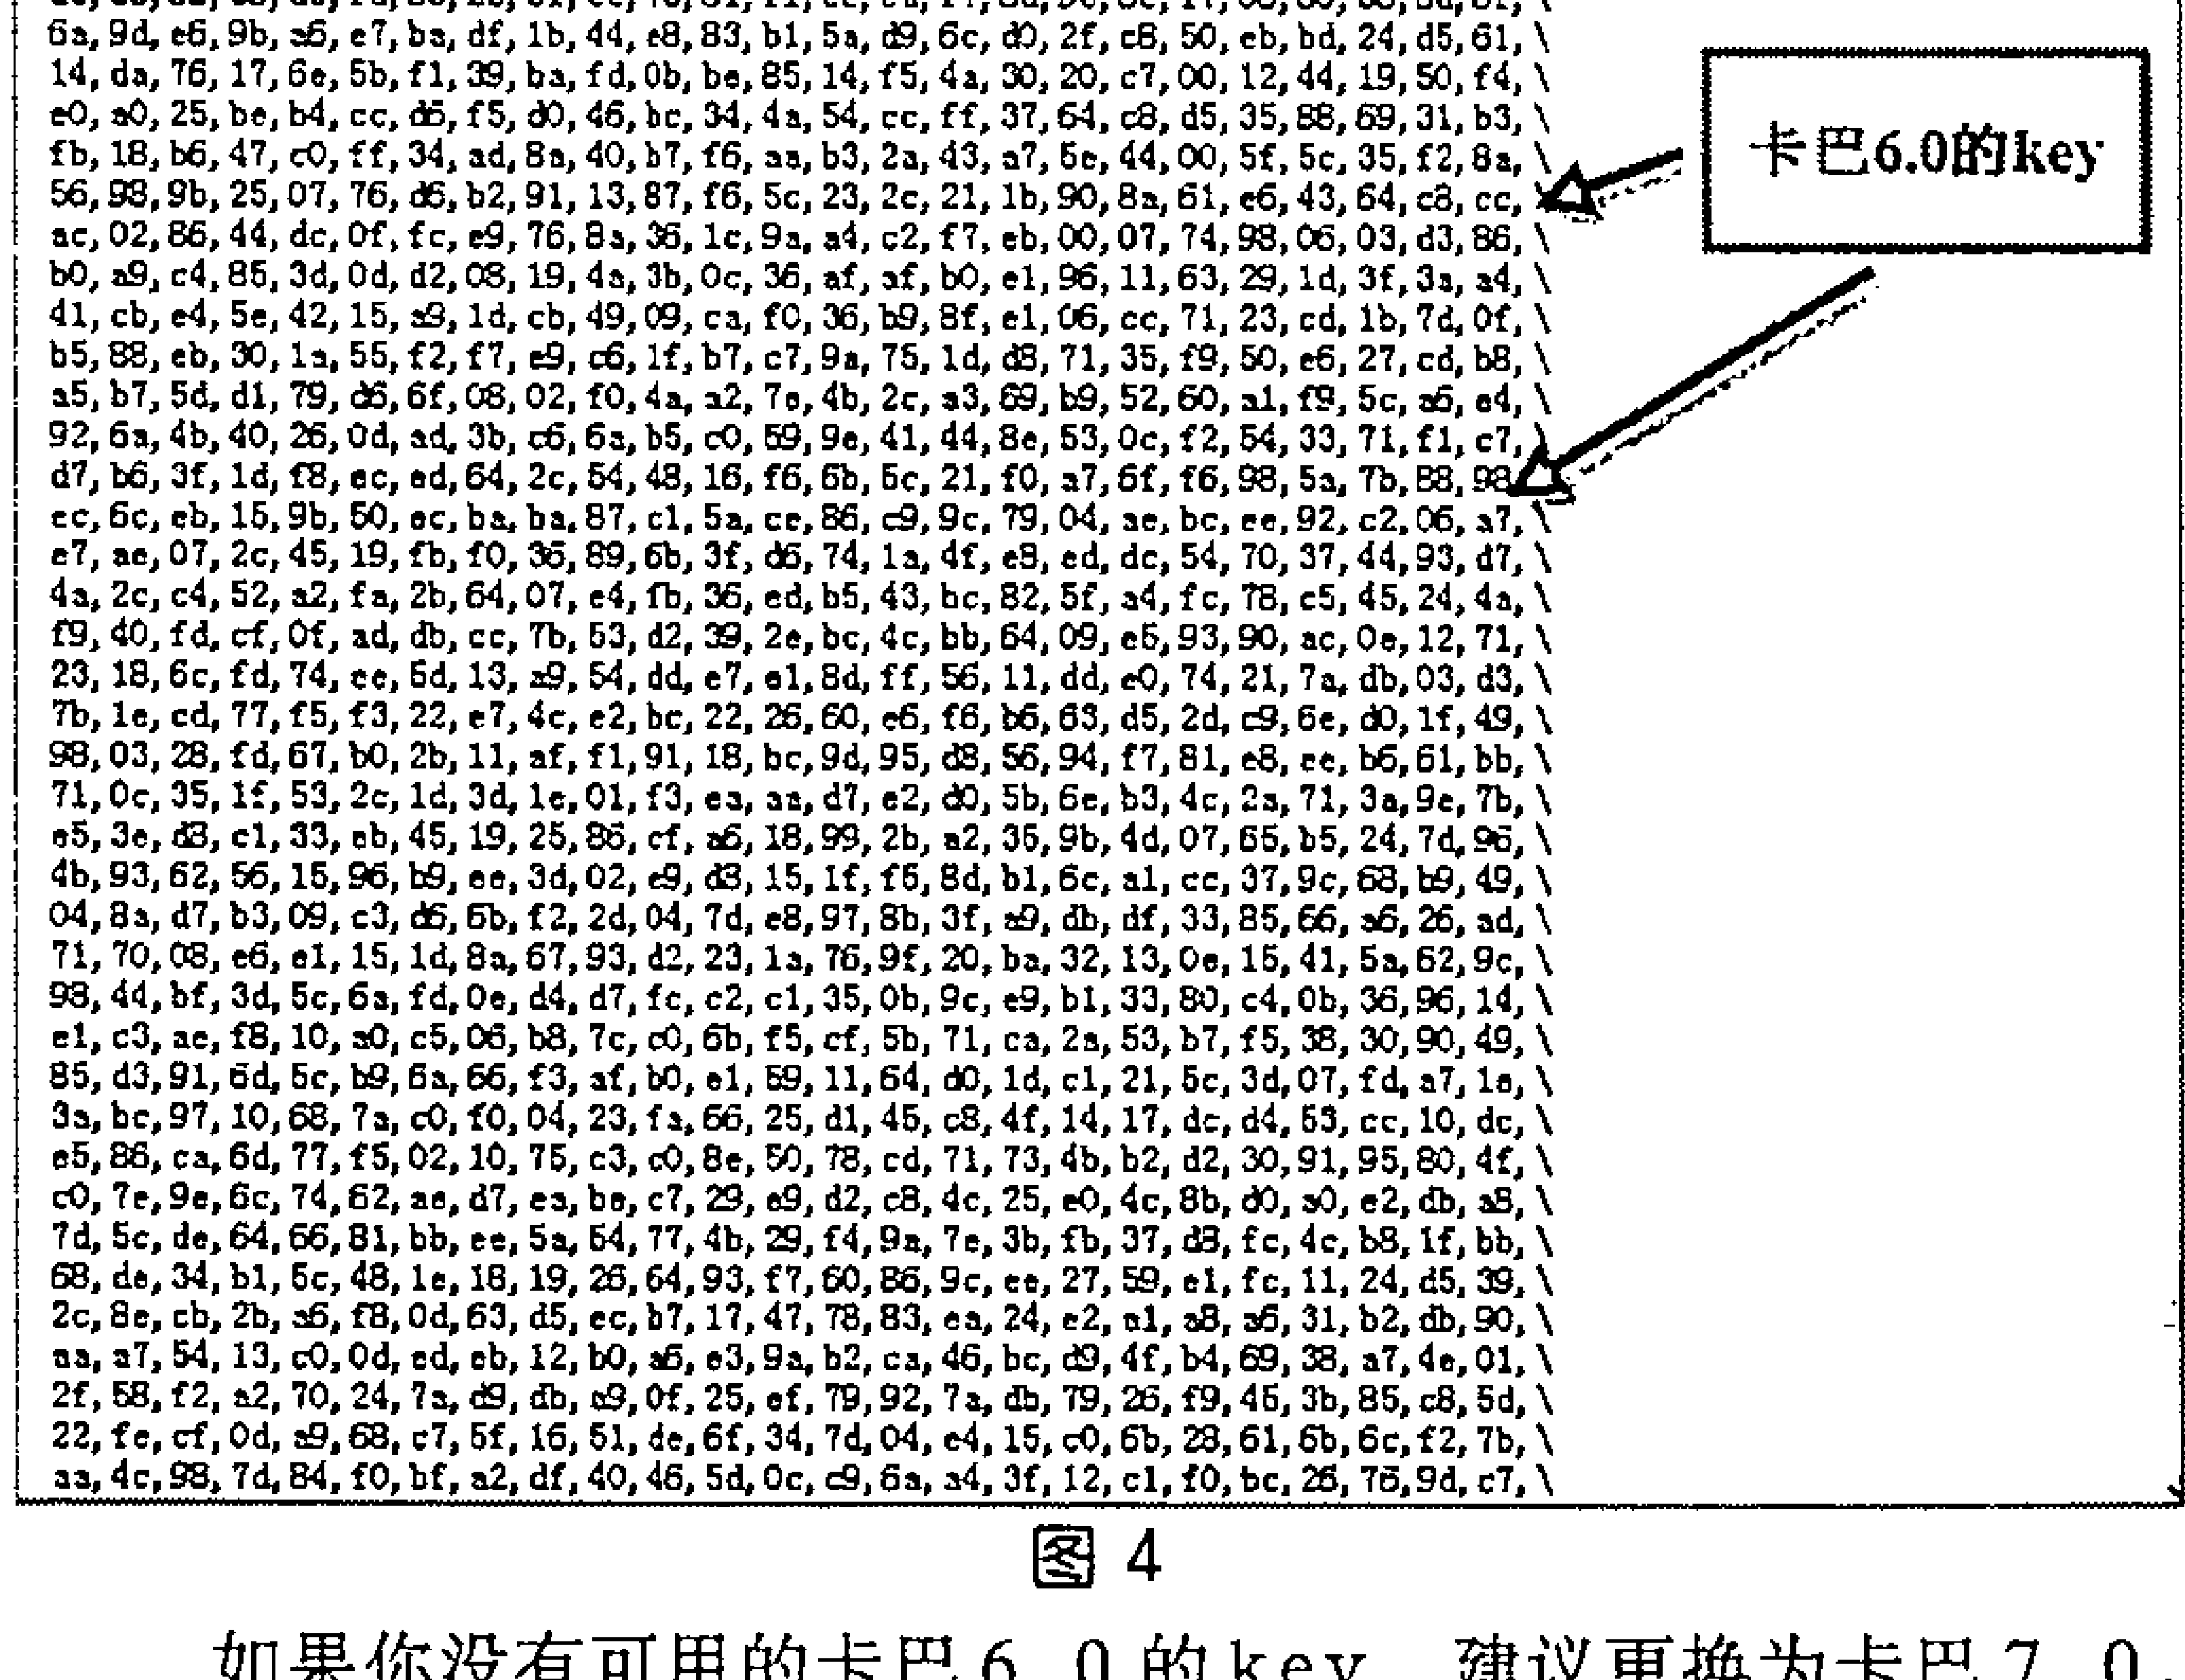 6a,9d,e6,9b,a6,e7,ba,df,1b,44,e8,83,b1,5a,d9,6c,d0,2f,c8,50,eb,bd,24,d5,61,\
14,da,76,17,6e,5b,f1,39,ba,fd,0b,be,85,14,f5,4a,30,20,c7,00,12,44,19,50,f4,\
e0,a0,25,be,b4,cc,d6,f5,d0,46,bc,34,4a,54,cc,ff,37,64,c8,d5,35,88,69,31,b3,\
卡巴6.0的key
fb,18,b6,47,c0,ff,34,ad,8a,40,b7,f6,aa,b3,2a,43,a7,5e,44,00,5f,5c,35,f2,8a,\
56,98,9b,25,07,76,d6,b2,91,13,87,f6,5c,23,2c,21,1b,90,8a,61,e6,43,64,c8,cc,\
ac,02,86,44,dc,0f,fc,e9,76,8a,36,1c,9a,a4,c2,f7,eb,00,07,74,98,06,03,d3,86,\
b0,a9,c4,85,3d,0d,d2,08,19,4a,3b,0c,36,af,af,b0,e1,96,11,63,29,1d,3f,3a,a4,\
41,cb,e4,5e,42,15,a9,1d,cb,49,09,ca,f0,36,b9,8f,e1,06,cc,71,23,cd,1b,7d,0f,\
b5,88,eb,30,1a,55,f2,f7,e9,c6,1f,b7,c7,9a,75,1d,d8,71,35,f9,50,e6,27,cd,b8,\
a5,b7,5d,d1,79,d6,6f,08,02,f0,4a,a2,7e,4b,2c,a3,69,b9,52,60,a1,f9,5c,a6,e4,\
92,6a,4b,40,26,0d,ad,3b,c6,6a,b5,c0,59,9e,41,44,8e,53,0c,f2,54,33,71,f1,c7,\
d7,b6,3f,1d,f8,ec,ed,64,2c,54,48,16,f6,6b,5c,21,f0,a7,6f,f6,98,5a,7b,88,98
ec,6c,eb,15,9b,50,ec,ba,ba,87,c1,5a,ce,86,c9,9c,79,04,ae,bc,ee,92,c2,06,a7,\
e7,ae,07,2c,45,19,fb,f0,36,89,6b,3f,d6,74,1a,4f,e8,ed,dc,54,70,37,44,93,d7,\
4a,2c,c4,52,a2,fa,2b,64,07,e4,fb,36,ed,b5,43,bc,82,5f,a4,fc,78,c5,45,24,4a,\
f9,40,fd,cf,0f,ad,db,cc,7b,53,d2,39,2e,bc,4c,bb,64,09,e5,93,90,ac,0e,12,71,\
23,18,6c,fd,74,ee,5d,13,a9,54,dd,e7,e1,8d,ff,56,11,dd,e0,74,21,7a,db,03,d3,\
7b,1e,cd,77,f5,f3,22,e7,4c,e2,bc,22,26,60,e6,f6,b6,63,d5,2d,c9,6e,d0,1f,49,\
98,03,28,fd,67,b0,2b,11,af,f1,91,18,bc,9d,95,d8,56,94,f7,81,e8,ee,b6,61,bb,\
71,0c,35,1f,53,2c,1d,3d,1e,01,f3,ea,aa,d7,e2,d0,5b,6e,b3,4c,2a,71,3a,9e,7b,\
e5,3e,d8,c1,33,eb,45,19,25,86,cf,a6,18,99,2b,a2,35,9b,4d,07,65,b5,24,7d,96,\
4b,93,62,56,15,96,b9,ee,3d,02,e9,d8,15,1f,f5,8d,b1,6c,a1,cc,37,9c,68,b9,49,\
04,8a,d7,b3,09,c3,d6,6b,f2,2d,04,7d,e8,97,8b,3f,a9,db,df,33,85,66,a6,26,ad,\
71,70,08,e6,e1,15,1d,8a,67,93,d2,23,1a,76,9f,20,ba,32,13,0e,15,41,5a,62,9c,\
98,44,bf,3d,5c,6a,fd,0e,d4,d7,fc,c2,c1,35,0b,9c,e9,b1,33,80,c4,0b,36,96,14,\
e1,c3,ae,f8,10,a0,c5,06,b8,7c,c0,6b,f5,cf,5b,71,ca,2a,53,b7,f5,38,30,90,49,\
85,d3,91,6d,5c,b9,6a,66,f3,af,b0,e1,59,11,64,d0,1d,c1,21,5c,3d,07,fd,a7,1e,\
3a,bc,97,10,68,7a,c0,f0,04,23,fa,66,25,d1,45,c8,4f,14,17,dc,d4,53,cc,10,dc,\
e5,86,ca,6d,77,f5,02,10,75,c3,c0,8e,50,78,cd,71,73,4b,b2,d2,30,91,95,80,4f,\
c0,7e,9e,6c,74,62,ae,d7,ea,be,c7,29,e9,d2,c8,4c,25,e0,4c,8b,d0,a0,e2,db,a8,\
7d,5c,de,64,66,81,bb,ee,5a,54,77,4b,29,f4,9a,7e,3b,fb,37,d8,fc,4c,b8,1f,bb,\
68,de,34,b1,5c,48,1e,18,19,26,64,93,f7,60,86,9c,ee,27,59,e1,fc,11,24,d5,39,\
2c,8e,cb,2b,a6,f8,0d,63,d5,ec,b7,17,47,78,83,ea,24,e2,a1,a8,a6,31,b2,db,90,\
aa,a7,54,13,c0,0d,ed,eb,12,b0,a6,e3,9a,b2,ca,46,bc,d9,4f,b4,69,38,a7,4e,01,\
2f,58,f2,a2,70,24,7a,d9,db,a9,0f,25,ef,79,92,7a,db,79,26,f9,45,3b,85,c8,5d,\
22,fe,cf,0d,a9,68,c7,5f,16,51,de,6f,34,7d,04,e4,15,c0,6b,28,61,6b,6c,f2,7b,\
aa,4c,98,7d,84,f0,bf,a2,df,40,46,5d,0c,c9,6a,a4,3f,12,c1,f0,bc,26,76,9d,c7,\
图 4
如果你没有可用的卡巴6.0的key，建议更换为卡巴7.0,